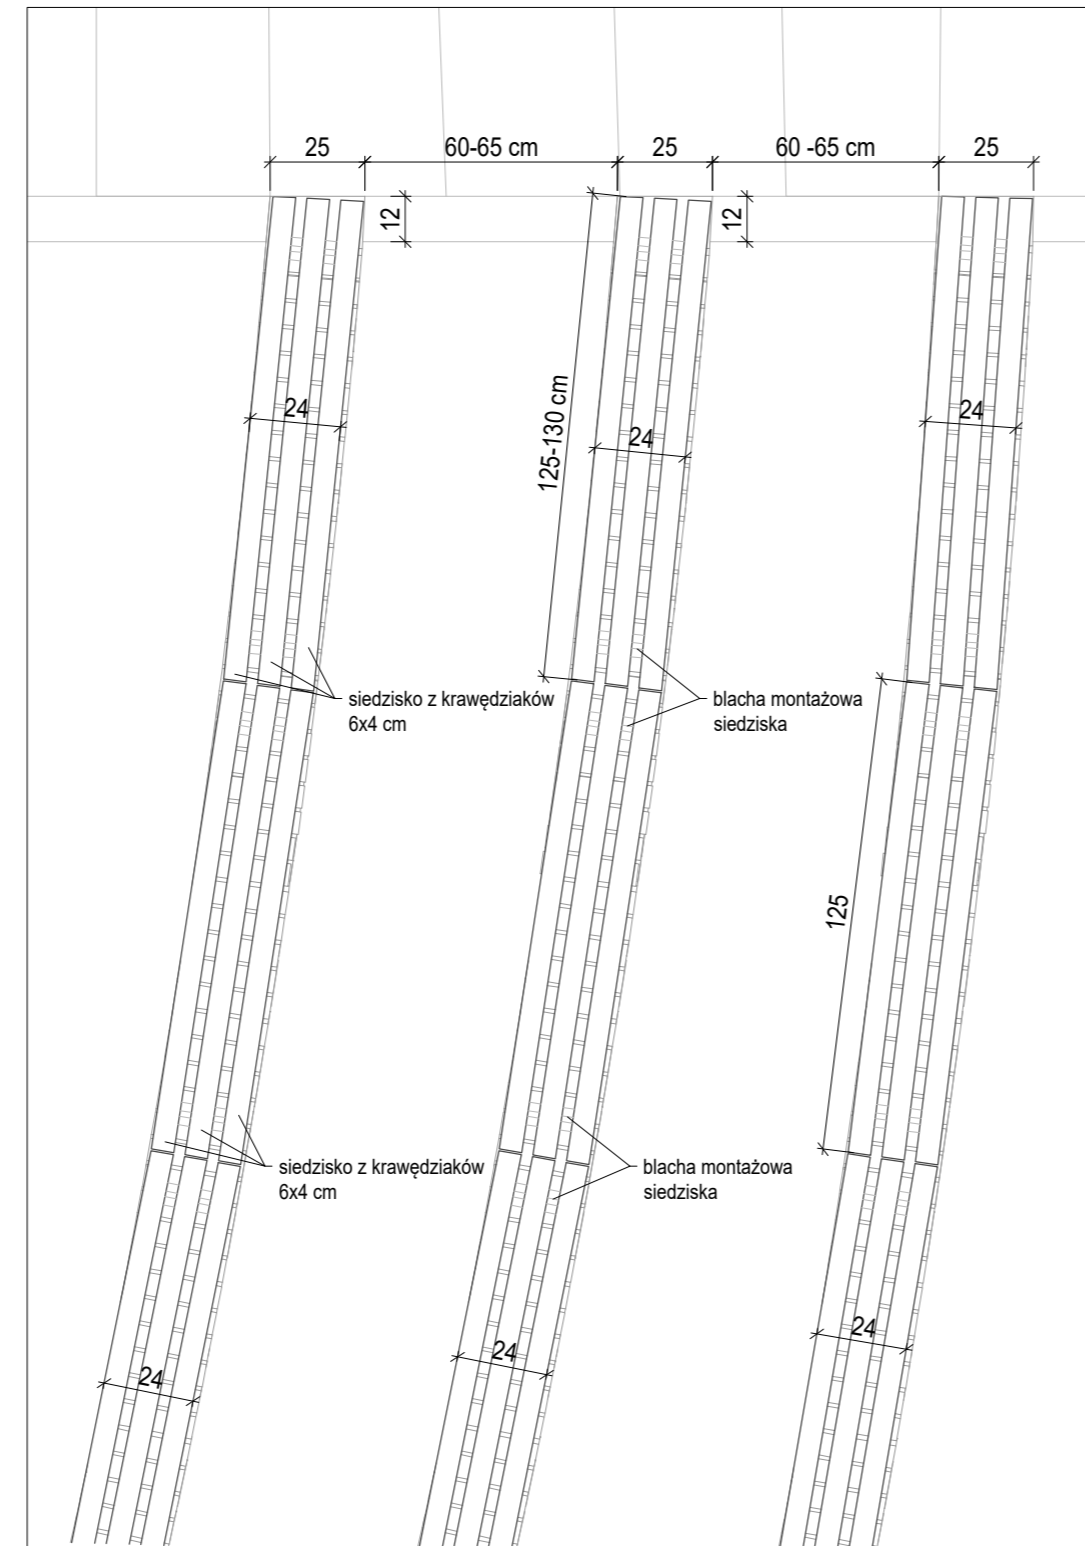 25 60-65 cm 25 60 -65 cm 25
12 12
125-130 cm
24 24 24
siedzisko z krawędziaków
6x4 cm
blacha montażowa
siedziska
125
siedzisko z krawędziaków
6x4 cm
blacha montażowa
siedziska
24 24 24